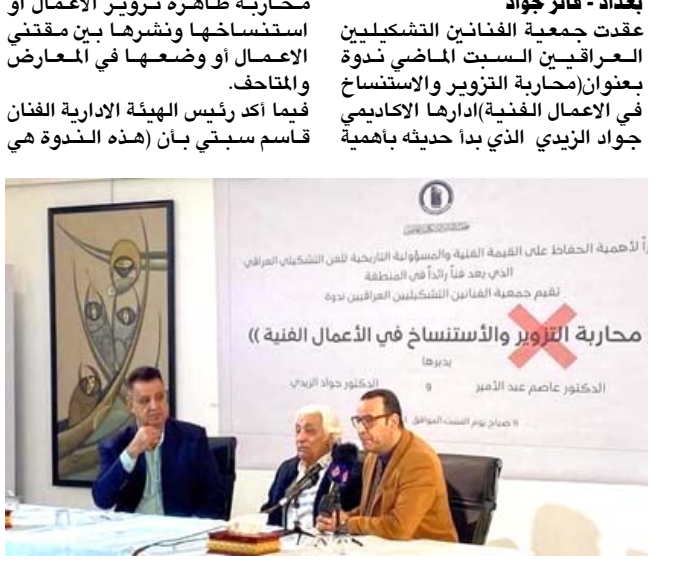 بغداد - فائز جواد
عقدت جمعية الفنانين التشكيليين
العراقيين السبت الماضي ندوة
بعنوان(محاربة التزوير والاستنساخ
في الاعمال الفنية)ادارها الاكاديمي
جواد الزيدي الذي بدأ حديثه بأهمية
محاربة ظاهرة تزوير الاعمال أو
استنساخها ونشرها بين مقتني
الاعمال أو وضعها في المعارض
والمتاحف.
فيما أكد رئيس الهيئة الادارية الفنان
قاسم سبتي بأن (هذه الندوة هي
راً لأهمية الحفاظ على القيمة الفنية والمسؤولية التاريخية للفن التشكيلي العراقي
الذي يعد فناً رائداً في المنطقة
تقيم جمعية الفنانين التشكيليين العراقيين ندوة
محاربة التزوير والأستنساخ في الأعمال الفنية ))
يديرها
الدكتور عاصم عبد الأمير و الدكتور جواد الزيدي
صباح يوم السبت الموافق